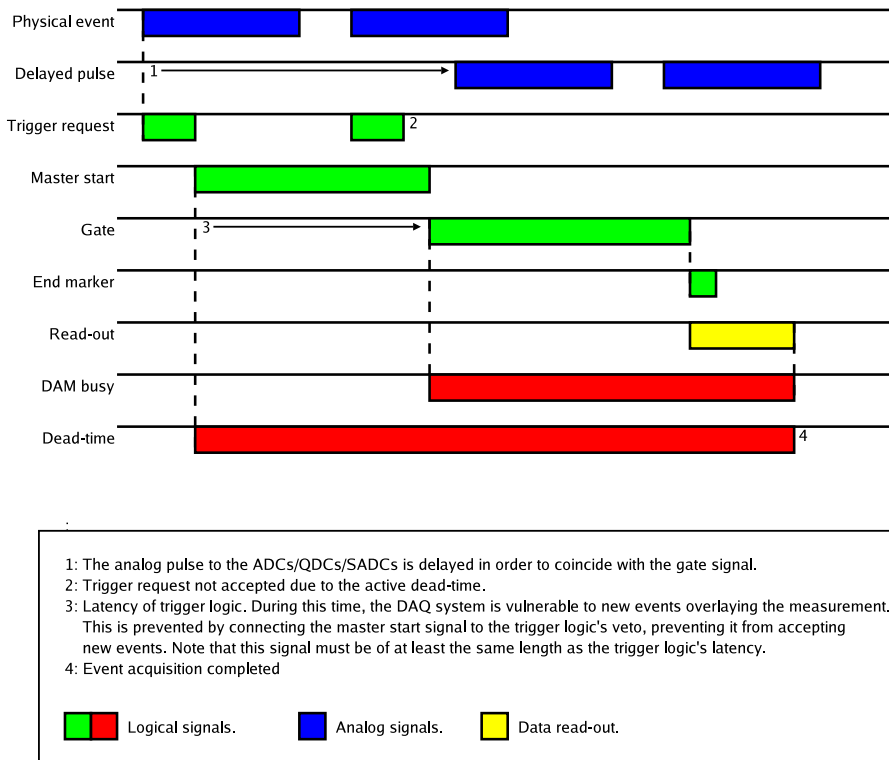 Physical event
Delayed pulse
1
Trigger request
2
Master start
Gate
3
End marker
Read-out
DAM busy
Dead-time
4
:
1: The analog pulse to the ADCs/QDCs/SADCs is delayed in order to coincide with the gate signal.
2: Trigger request not accepted due to the active dead-time.
3: Latency of trigger logic. During this time, the DAQ system is vulnerable to new events overlaying the measurement.
This is prevented by connecting the master start signal to the trigger logic's veto, preventing it from accepting
new events. Note that this signal must be of at least the same length as the trigger logic's latency.
4: Event acquisition completed
Logical signals.
Analog signals.
Data read-out.